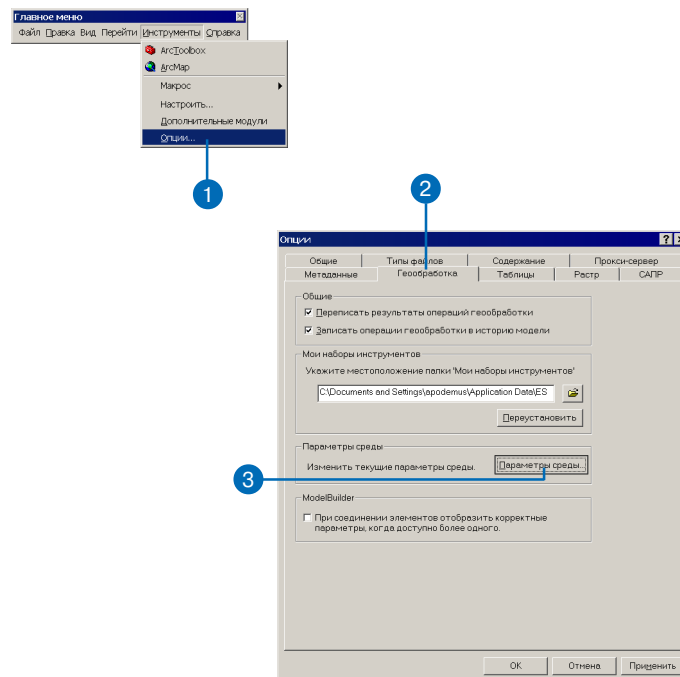 Главное меню
Файл Правка Вид Перейти Инструменты Справка
ArcToolbox
ArcMap
Макрос
Настроить...
Дополнительные модули
Опции...
1
2
Опции
Общие Типы файлов Содержание Прокси-сервер
Метаданные Геообработка Таблицы Растр САПР
Общие
Переписать результаты операций геообработки
Записать операции геообработки в историю модели
Мои наборы инструментов
Укажите местоположение папки 'Мои наборы инструментов'
C:\Documents and Settings\apodemus\Application Data\ES
Переустановить
Параметры среды
Изменить текущие параметры среды. Параметры среды...
3
ModelBuilder
При соединении элементов отобразить корректные
параметры, когда доступно более одного.
OK Отмена Применить